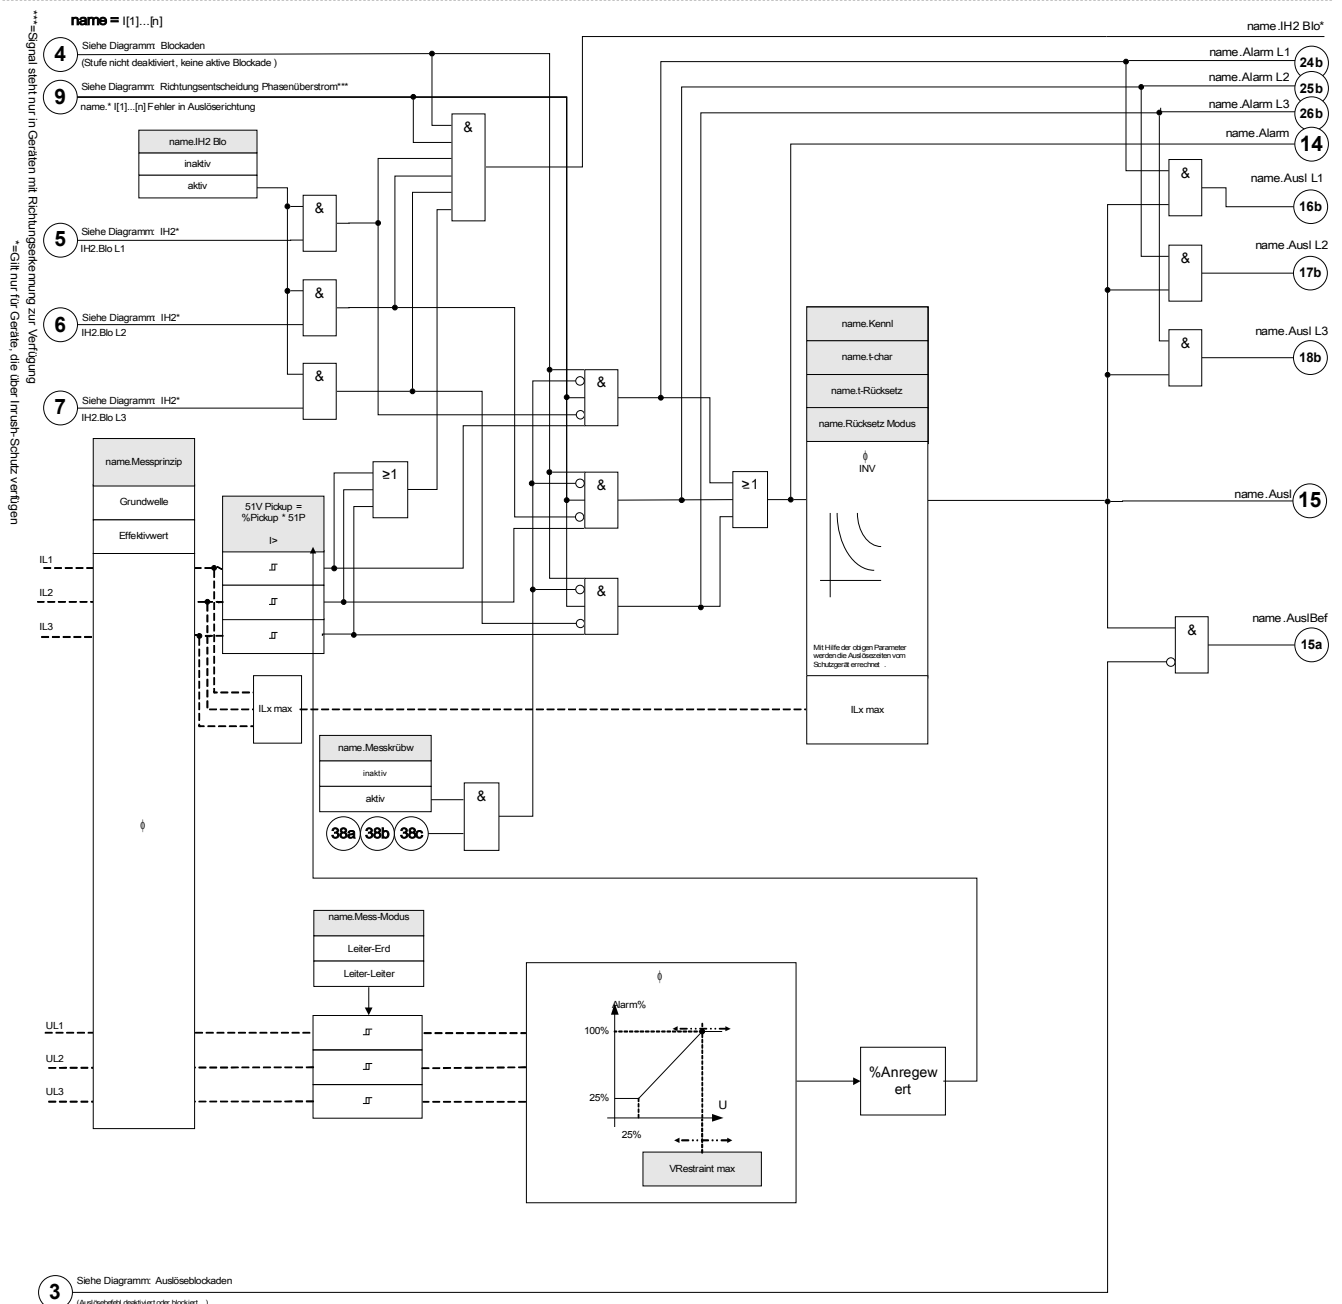 name = I[1]...[n]
name.IH2 Blo*
4
Siehe Diagramm: Blockaden
(Stufe nicht deaktiviert, keine aktive Blockade )
name.Alarm L1
24b
9
Siehe Diagramm: Richtungsentscheidung Phasenüberstrom***
name.* I[1]...[n] Fehler in Auslöserichtung
name.Alarm L2
25b
name.Alarm L3
26b
name.Alarm
14
&
name.IH2 Blo
inaktiv
aktiv
&
name.Ausl L1
16b
&
5
Siehe Diagramm: IH2*
IH2.Blo L1
&
name.Ausl L2
17b
&
6
Siehe Diagramm: IH2*
IH2.Blo L2
&
name.Ausl L3
18b
&
7
Siehe Diagramm: IH2*
IH2.Blo L3
***=Signal steht nur in Geräten mit Richtungserkennung zur Verfügung
*=Gilt nur für Geräte, die über Inrush-Schutz verfügen
name.Kennl
name.t-char
name.t-Rücksetz
name.Rücksetz Modus
ϕ
INV
&
&
&
≥1
≥1
name.Messprinzip
Grundwelle
Effektivwert
51V Pickup =
%Pickup * 51P
I>
name.Ausl
15
IL1
IL2
IL3
name.AuslBef
15a
&
Mit Hilfe der obigen Parameter
werden die Auslösezeiten vom
Schutzgerät errechnet .
ILx max
ILx max
name.Messkrübw
inaktiv
aktiv
&
38a
38b
38c
ϕ
name.Mess-Modus
Leiter-Erd
Leiter-Leiter
ϕ
Alarm%
100%
25%
U
25%
VRestraint max
UL1
UL2
UL3
%Anregew
ert
3
Siehe Diagramm: Auslöseblockaden
(Auslösebefehl deaktiviert oder blockiert. )